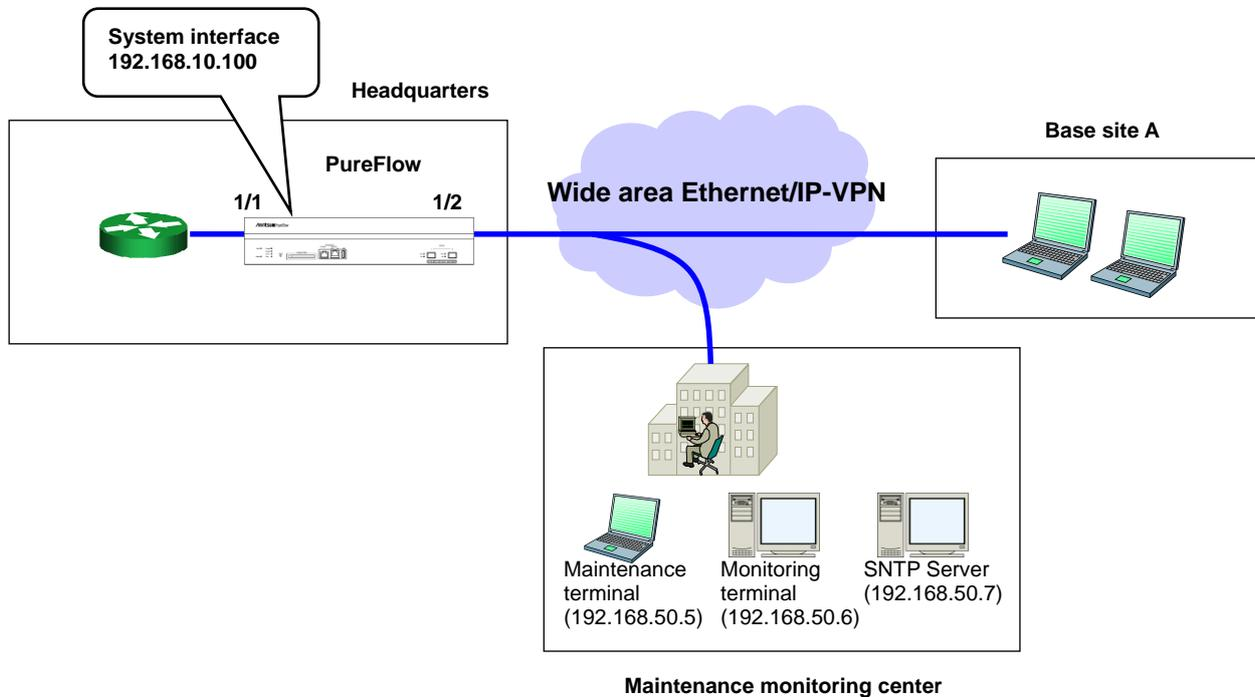 System interface
192.168.10.100
Headquarters
Base site A
PureFlow
Wide area Ethernet/IP-VPN
1/1
1/2
Anritsu PureFlow
Maintenance
terminal
(192.168.50.5)
Monitoring
terminal
(192.168.50.6)
SNTP Server
(192.168.50.7)
Maintenance monitoring center